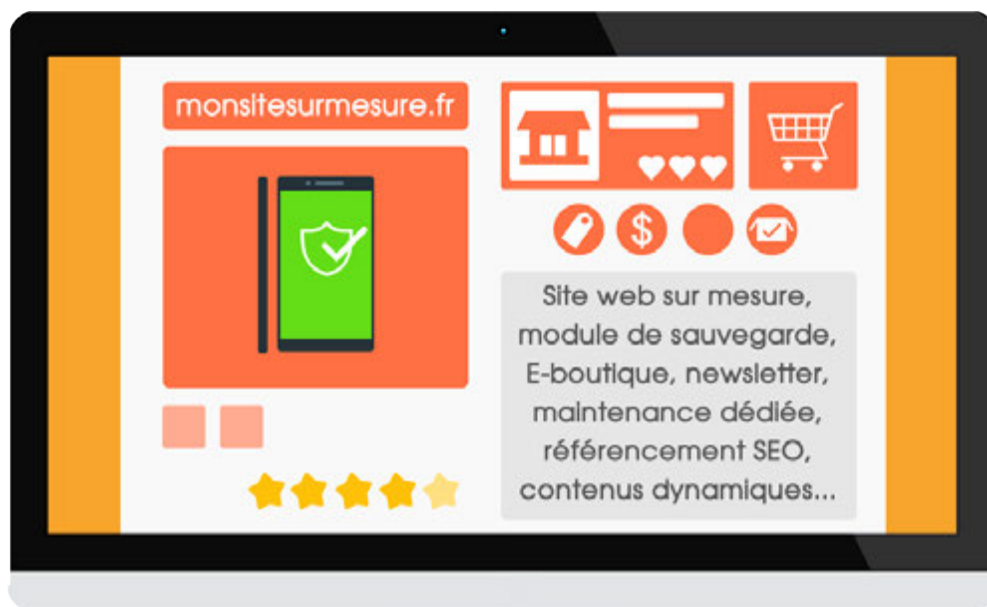 monsitesurmesure.fr
$
Site web sur mesure,
module de sauvegarde,
E-boutique, newsletter,
maintenance dédiée,
référencement SEO,
contenus dynamiques...